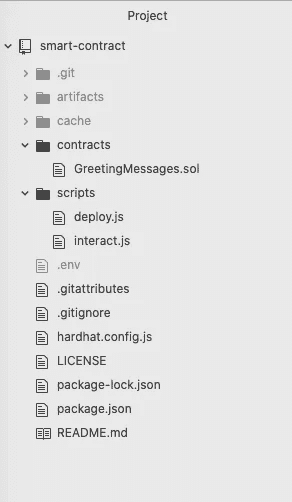 Project
smart-contract
.git
artifacts
cache
contracts
GreetingMessages.sol
scripts
deploy.js
interact.js
.env
.gitattributes
.gitignore
hardhat.config.js
LICENSE
package-lock.json
package.json
README.md